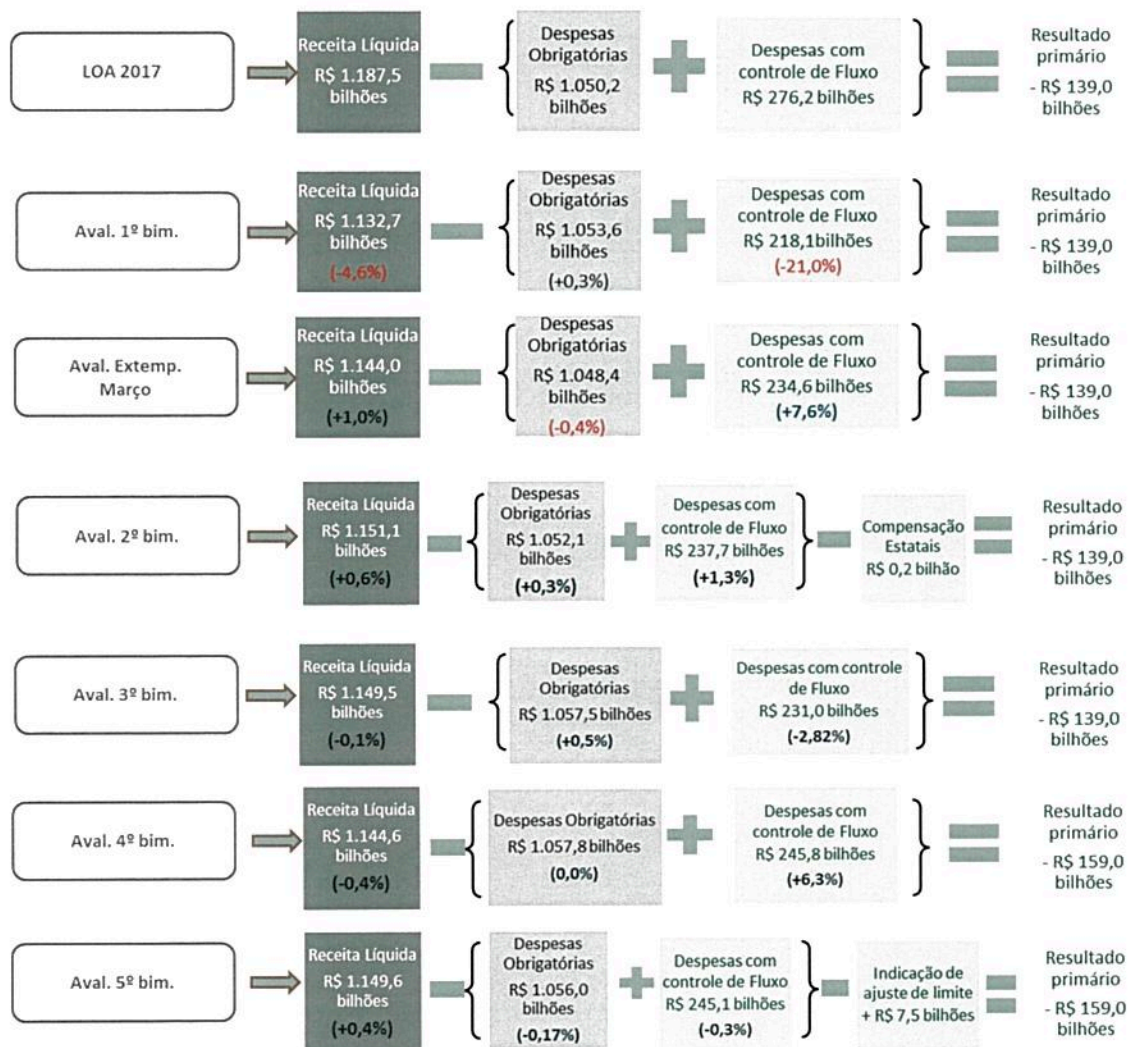 LOA 2017
Receita Líquida
R$ 1.187,5
bilhões
Despesas
Obrigatórias
R$ 1.050,2
bilhões
Despesas com
controle de Fluxo
R$ 276,2 bilhões
Resultado
primário
- R$ 139,0
bilhões
Aval. 1º bim.
Receita Líquida
R$ 1.132,7
bilhões
(-4,6%)
Despesas
Obrigatórias
R$ 1.053,6
bilhões
(+0,3%)
Despesas com
controle de Fluxo
R$ 218,1bilhões
(-21,0%)
Resultado
primário
- R$ 139,0
bilhões
Aval. Extemp.
Março
Receita Líquida
R$ 1.144,0
bilhões
(+1,0%)
Despesas
Obrigatórias
R$ 1.048,4
bilhões
(-0,4%)
Despesas com
controle de Fluxo
R$ 234,6 bilhões
(+7,6%)
Resultado
primário
- R$ 139,0
bilhões
Aval. 2º bim.
Receita Líquida
R$ 1.151,1
bilhões
(+0,6%)
Despesas
Obrigatórias
R$ 1.052,1
bilhões
(+0,3%)
Despesas com
controle de Fluxo
R$ 237,7 bilhões
(+1,3%)
Compensação
Estatais
R$ 0,2 bilhão
Resultado
primário
- R$ 139,0
bilhões
Aval. 3º bim.
Receita Líquida
R$ 1.149,5
bilhões
(-0,1%)
Despesas
Obrigatórias
R$ 1.057,5 bilhões
(+0,5%)
Despesas com controle
de Fluxo
R$ 231,0 bilhões
(-2,82%)
Resultado
primário
- R$ 139,0
bilhões
Aval. 4º bim.
Receita Líquida
R$ 1.144,6
bilhões
(-0,4%)
Despesas Obrigatórias
R$ 1.057,8 bilhões
(0,0%)
Despesas com
controle de Fluxo
R$ 245,8 bilhões
(+6,3%)
Resultado
primário
- R$ 159,0
bilhões
Aval. 5º bim.
Receita Líquida
R$ 1.149,6
bilhões
(+0,4%)
Despesas
Obrigatórias
R$ 1.056,0
bilhões
(-0,17%)
Despesas com
controle de Fluxo
R$ 245,1 bilhões
(-0,3%)
Indicação de
ajuste de limite
+ R$ 7,5 bilhões
Resultado
primário
- R$ 159,0
bilhões